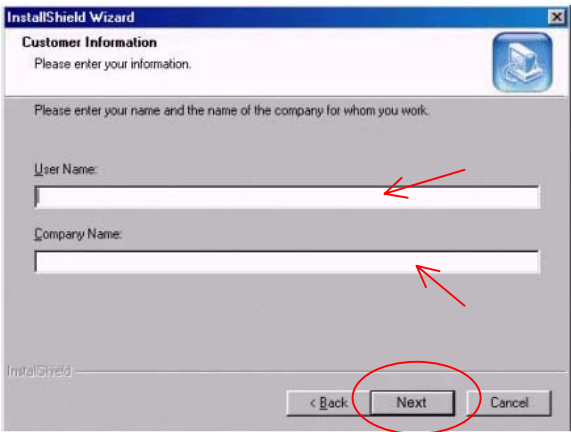 InstallShield Wizard
Customer Information
Please enter your information.
Please enter your name and the name of the company for whom you work.
User Name:
Company Name:
InstallShield
< Back
Next
Cancel